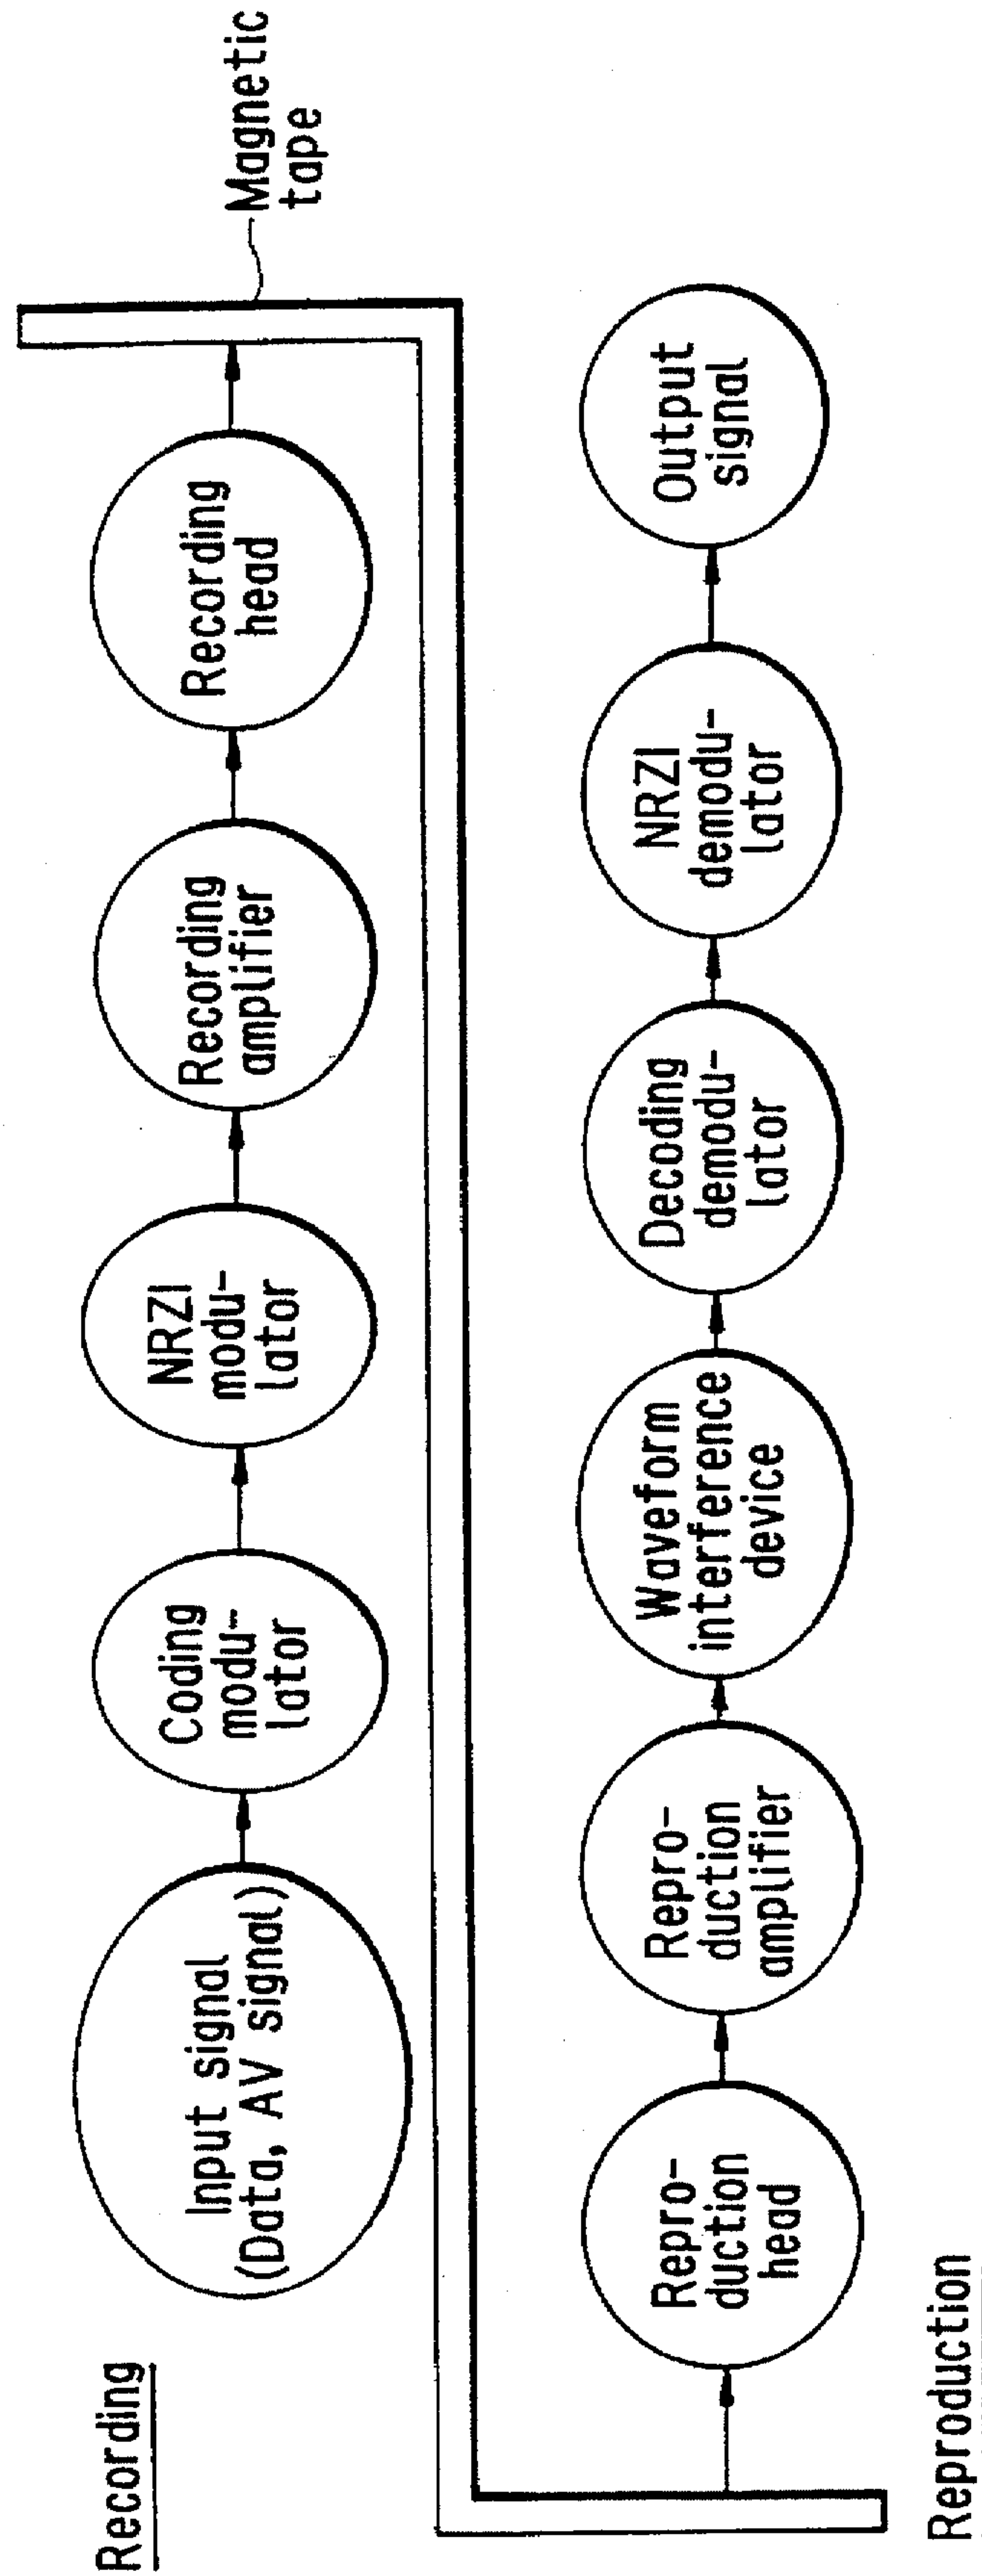 Recording
Input signal
(Data, AV signal)
Coding
modu-
lator
NRZI
modu-
lator
Recording
amplifier
Recording
head
Magnetic
tape
Repro-
duction
head
Repro-
duction
amplifier
Waveform
interference
device
Decoding
demodu-
lator
NRZI
demodu-
lator
Output
signal
Reproduction